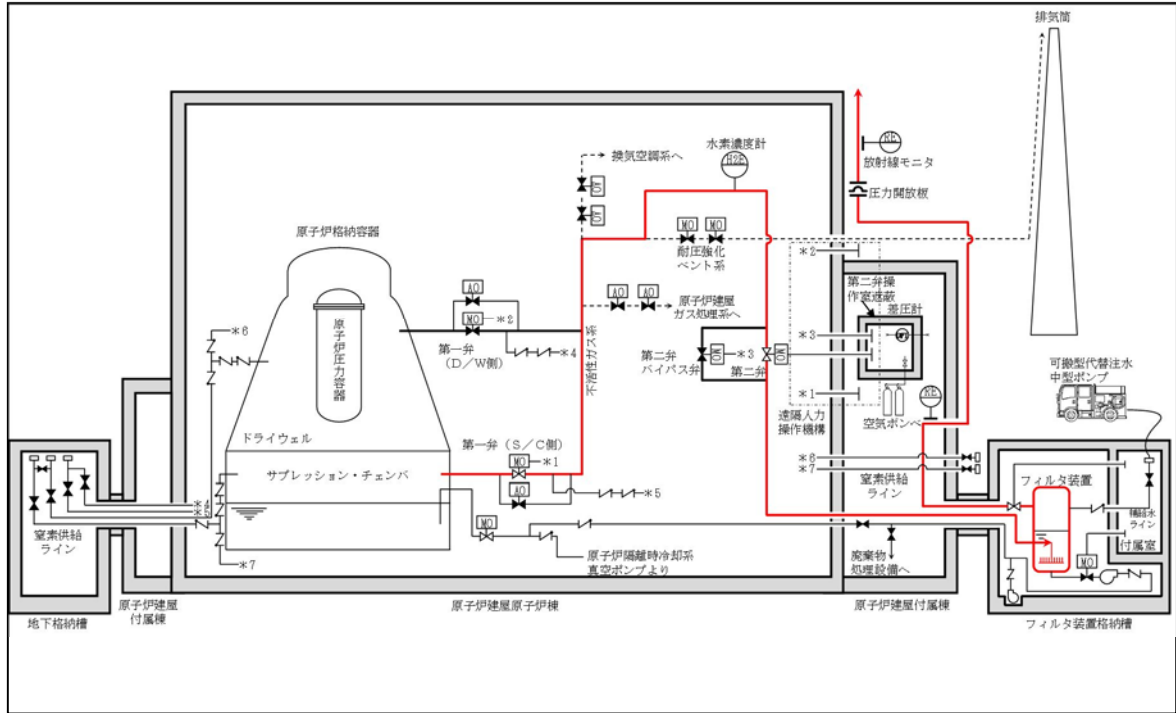 排気筒
水素濃度計
H2E
換気空調系へ
AO
AO
RE
放射線モニタ
圧力開放板
原子炉格納容器
MO
MO
耐圧強化
ベント系
*2
第二弁操
作室遮蔽
差圧計
原子炉圧力容器
AO
MO
*2
*4
第一弁
(D/W側)
AO
AO
原子炉建屋
ガス処理系へ
不活性ガス系
*6
第二弁
バイパス弁
MO
*3
第二弁
MO
*3
*1
遠隔人力
操作機構
空気ボンベ
RE
可搬型代替注水
中型ポンプ
ドライウェル
第一弁(S/C側)
MO
*1
サプレッション・チェンバ
AO
*5
*6
*7
窒素供給
ライン
フィルタ装置
補給水
ライン
付属室
MO
*4
窒素供給
ライン
*7
MO
原子炉隔離時冷却系
真空ポンプより
廃棄物
処理設備へ
地下格納槽
原子炉建屋
付属棟
原子炉建屋原子炉棟
原子炉建屋付属棟
フィルタ装置格納槽